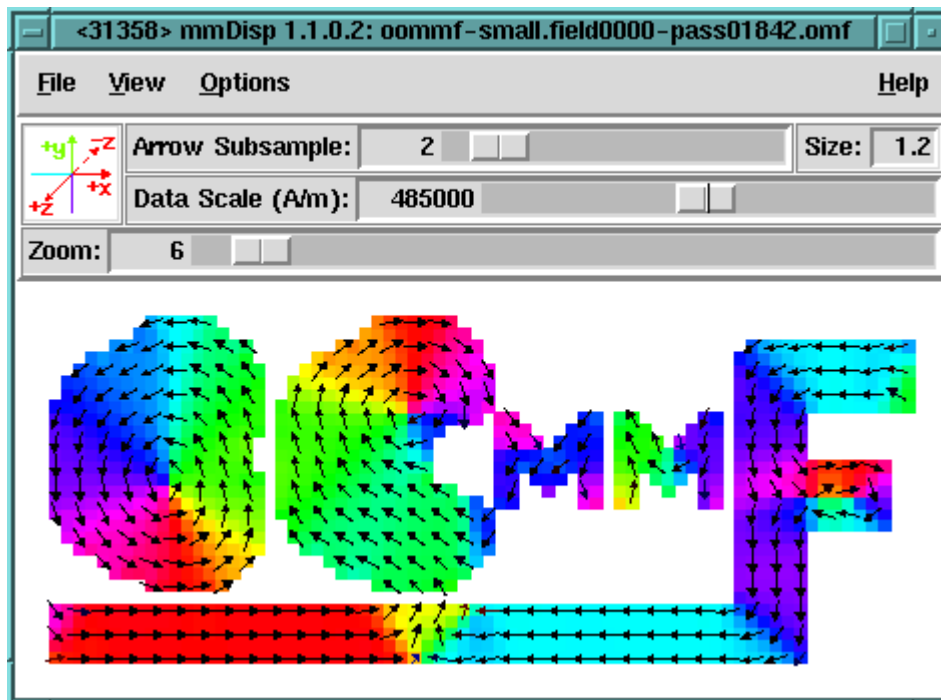 <31358> mmDisp 1.1.0.2: oommf-small.field0000-pass01842.omf
File View Options Help
+y -z +x +z
Arrow Subsample: 2 Size: 1.2
Data Scale (A/m): 485000
Zoom: 6
OOMMF